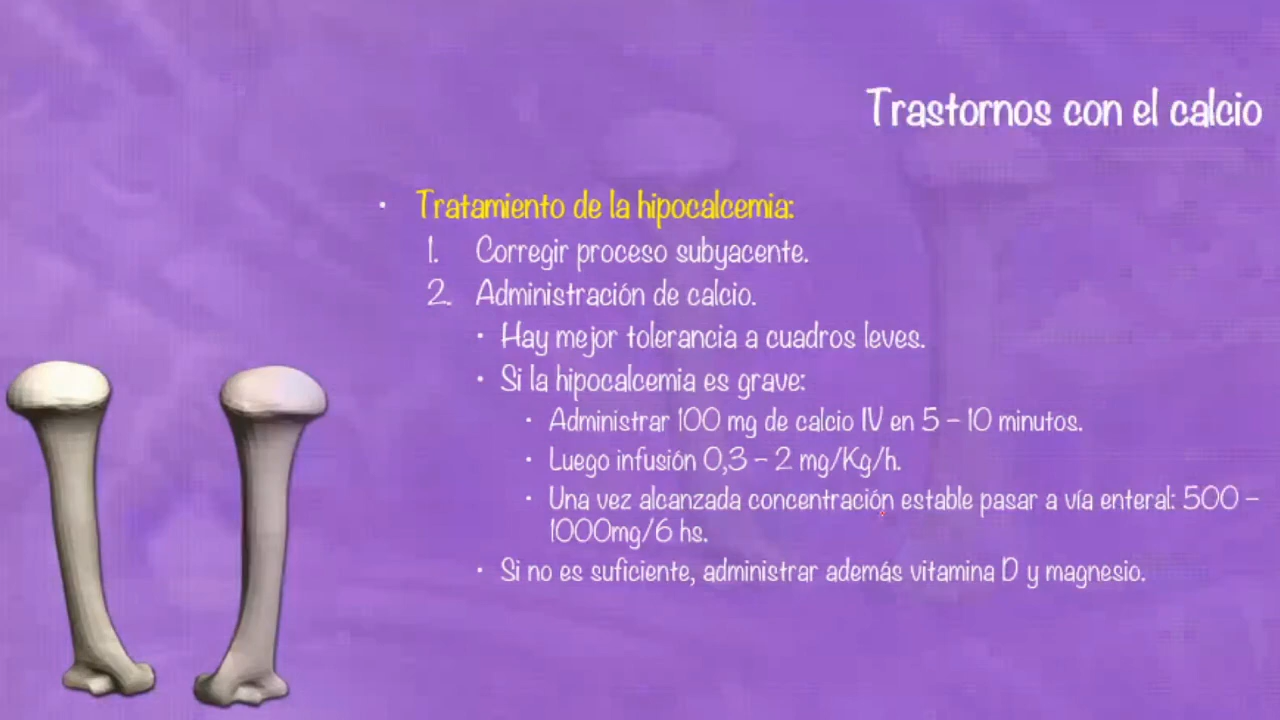 Trastornos con el calcio
• Tratamiento de la hipocalcemia:
1. Corregir proceso subyacente.
2. Administración de calcio.
• Hay mejor tolerancia a cuadros leves.
• Si la hipocalcemia es grave:
• Administrar 100 mg de calcio IV en 5 – 10 minutos.
• Luego infusión 0,3 – 2 mg/Kg/h.
• Una vez alcanzada concentración estable pasar a vía enteral: 500 –
1000mg/6 hs.
• Si no es suficiente, administrar además vitamina D y magnesio.